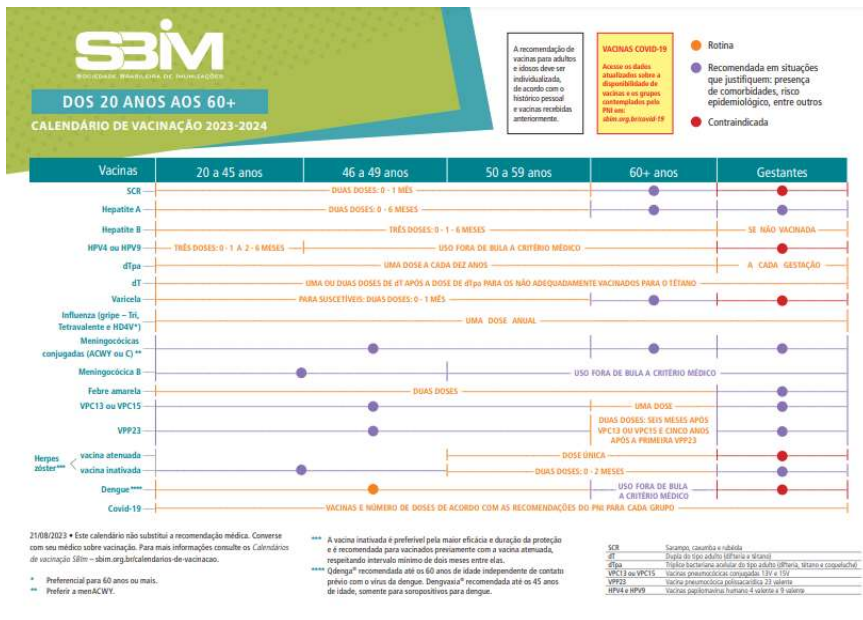 SBIM
SOCIEDADE BRASILEIRA DE IMUNIZAÇÕES
DOS 20 ANOS AOS 60+
CALENDÁRIO DE VACINAÇÃO 2023-2024
A recomendação de
vacinas para adultos
e idosos deve ser
individualizada,
de acordo com o
histórico pessoal
e vacinas recebidas
anteriormente.
VACINAS COVID-19
Acesse os dados
atualizados sobre a
disponibilidade de
vacinas e os grupos
contemplados pelo
PNI em:
sbim.org.br/covid-19
Rotina
Recomendada em situações
que justifiquem: presença
de comorbidades, risco
epidemiológico, entre outros
Contraindicada
Vacinas 20 a 45 anos 46 a 49 anos 50 a 59 anos 60+ anos Gestantes
SCR DUAS DOSES: 0 - 1 MÊS
Hepatite A DUAS DOSES: 0 - 6 MESES
Hepatite B TRÊS DOSES: 0 - 1 - 6 MESES SE NÃO VACINADA
HPV4 ou HPV9 TRÊS DOSES: 0 - 1 A 2 - 6 MESES USO FORA DE BULA A CRITÉRIO MÉDICO
dTpa UMA DOSE A CADA DEZ ANOS A CADA GESTAÇÃO
dT UMA OU DUAS DOSES DE dT APÓS A DOSE DE dTpa PARA OS NÃO ADEQUADAMENTE VACINADOS PARA O TÉTANO
Varicela PARA SUSCETÍVEIS: DUAS DOSES: 0 - 1 MÊS
Influenza (gripe – Tri,
Tetravalente e HD4V*) UMA DOSE ANUAL
Meningocócicas
conjugadas (ACWY ou C) **
Meningocócica B USO FORA DE BULA A CRITÉRIO MÉDICO
Febre amarela DUAS DOSES
VPC13 ou VPC15 UMA DOSE
VPP23 DUAS DOSES: SEIS MESES APÓS
VPC13 OU VPC15 E CINCO ANOS
APÓS A PRIMEIRA VPP23
Herpes
zóster***
vacina atenuada DOSE ÚNICA
vacina inativada DUAS DOSES: 0 - 2 MESES
Dengue**** USO FORA DE BULA
A CRITÉRIO MÉDICO
Covid-19 VACINAS E NÚMERO DE DOSES DE ACORDO COM AS RECOMENDAÇÕES DO PNI PARA CADA GRUPO
21/08/2023 • Este calendário não substitui a recomendação médica. Converse
com seu médico sobre vacinação. Para mais informações consulte os Calendários
de vacinação SBIm – sbim.org.br/calendarios-de-vacinacao.
* Preferencial para 60 anos ou mais.
** Preferir a menACWY.
*** A vacina inativada é preferível pela maior eficácia e duração da proteção
e é recomendada para vacinados previamente com a vacina atenuada,
respeitando intervalo mínimo de dois meses entre elas.
**** Qdenga® recomendada até os 60 anos de idade independente de contato
prévio com o vírus da dengue. Dengvaxia® recomendada até os 45 anos
de idade, somente para soropositivos para dengue.
SCR Sarampo, caxumba e rubéola
dT Dupla do tipo adulto (difteria e tétano)
dTpa Tríplice bacteriana acelular do tipo adulto (difteria, tétano e coqueluche)
VPC13 ou VPC15 Vacinas pneumocócicas conjugadas 13V e 15V
VPP23 Vacina pneumocócica polissacarídica 23 valente
HPV4 e HPV9 Vacinas papilomavírus humano 4 valente e 9 valente